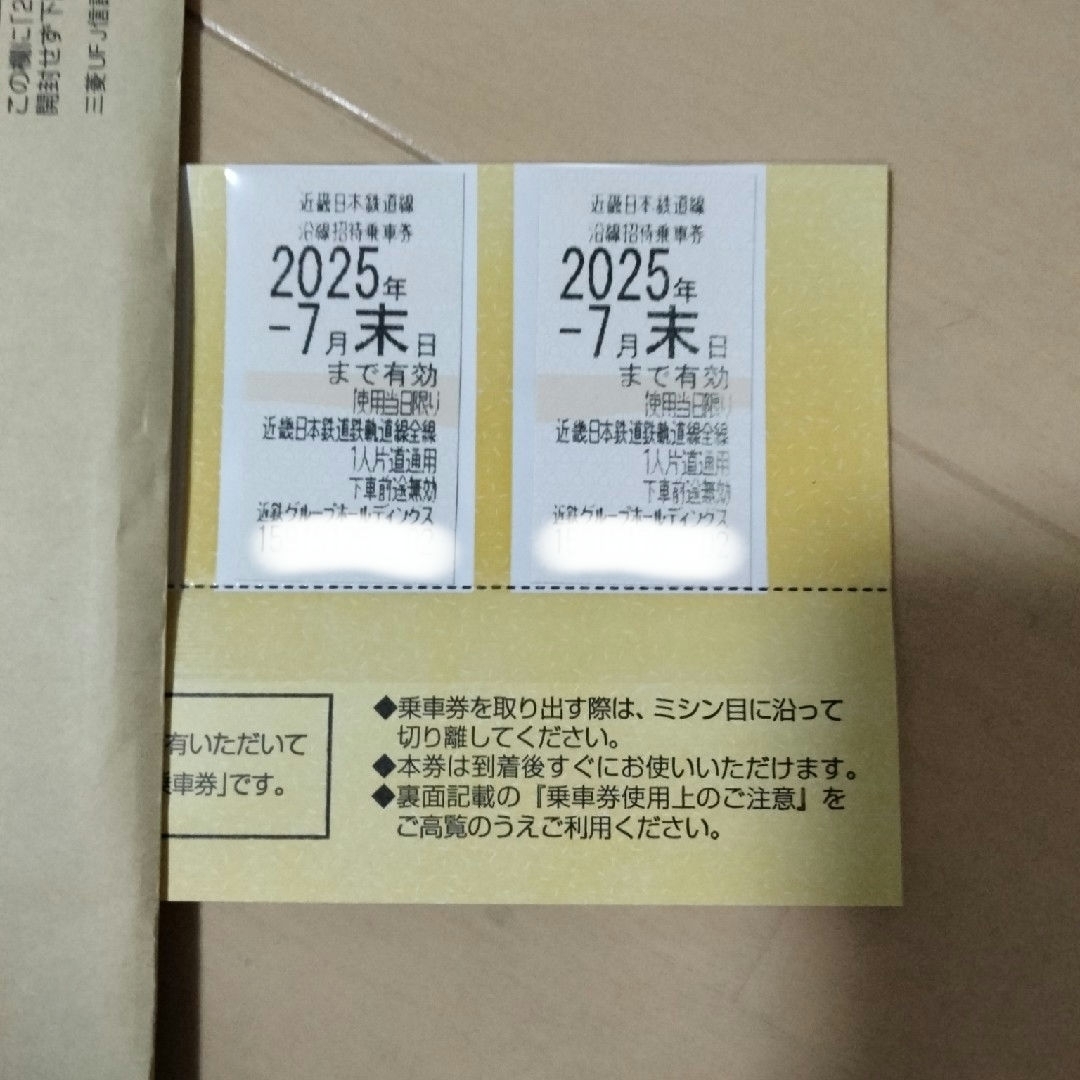 この欄に「2
開封せず下
三菱UFJ信託
近畿日本鉄道線
沿線招待乗車券
2025年
-7月末日
まで有効
使用当日限り
近畿日本鉄道鉄軌道線全線
1人片道通用
下車前途無効
近鉄グループホールディングス
近畿日本鉄道線
沿線招待乗車券
2025年
-7月末日
まで有効
使用当日限り
近畿日本鉄道鉄軌道線全線
1人片道通用
下車前途無効
近鉄グループホールディングス
有いただいて
乗車券」です。
◆乗車券を取り出す際は、ミシン目に沿って
切り離してください。
◆本券は到着後すぐにお使いいただけます。
◆裏面記載の『乗車券使用上のご注意』を
ご高覧のうえご利用ください。